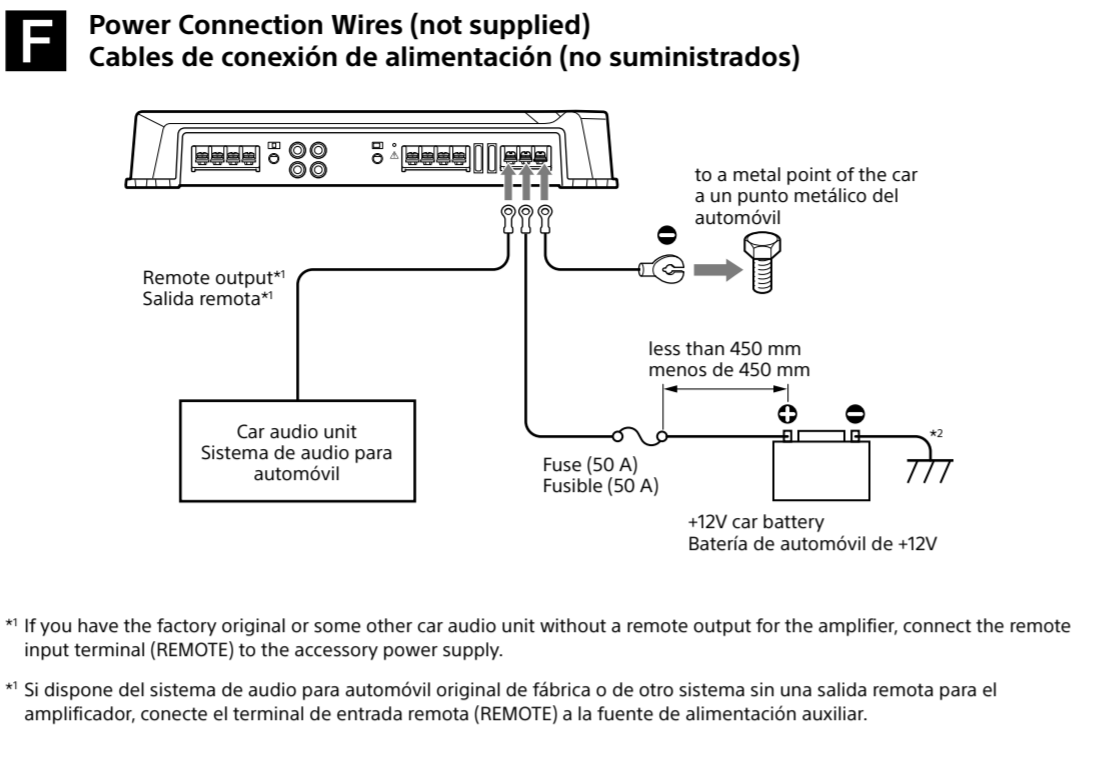 F
Power Connection Wires (not supplied)
Cables de conexión de alimentación (no suministrados)
to a metal point of the car
a un punto metálico del
automóvil
Remote output*1
Salida remota*1
less than 450 mm
menos de 450 mm
Car audio unit
Sistema de audio para
automóvil
*2
Fuse (50 A)
Fusible (50 A)
+12V car battery
Batería de automóvil de +12V
*1 If you have the factory original or some other car audio unit without a remote output for the amplifier, connect the remote
input terminal (REMOTE) to the accessory power supply.
*1 Si dispone del sistema de audio para automóvil original de fábrica o de otro sistema sin una salida remota para el
amplificador, conecte el terminal de entrada remota (REMOTE) a la fuente de alimentación auxiliar.